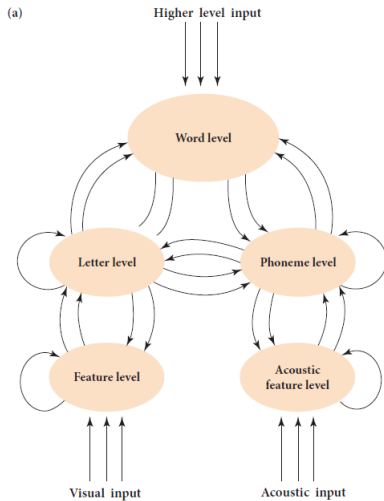 (a)
Higher level input
Word level
Letter level
Phoneme level
Feature level
Acoustic
feature level
Visual input
Acoustic input